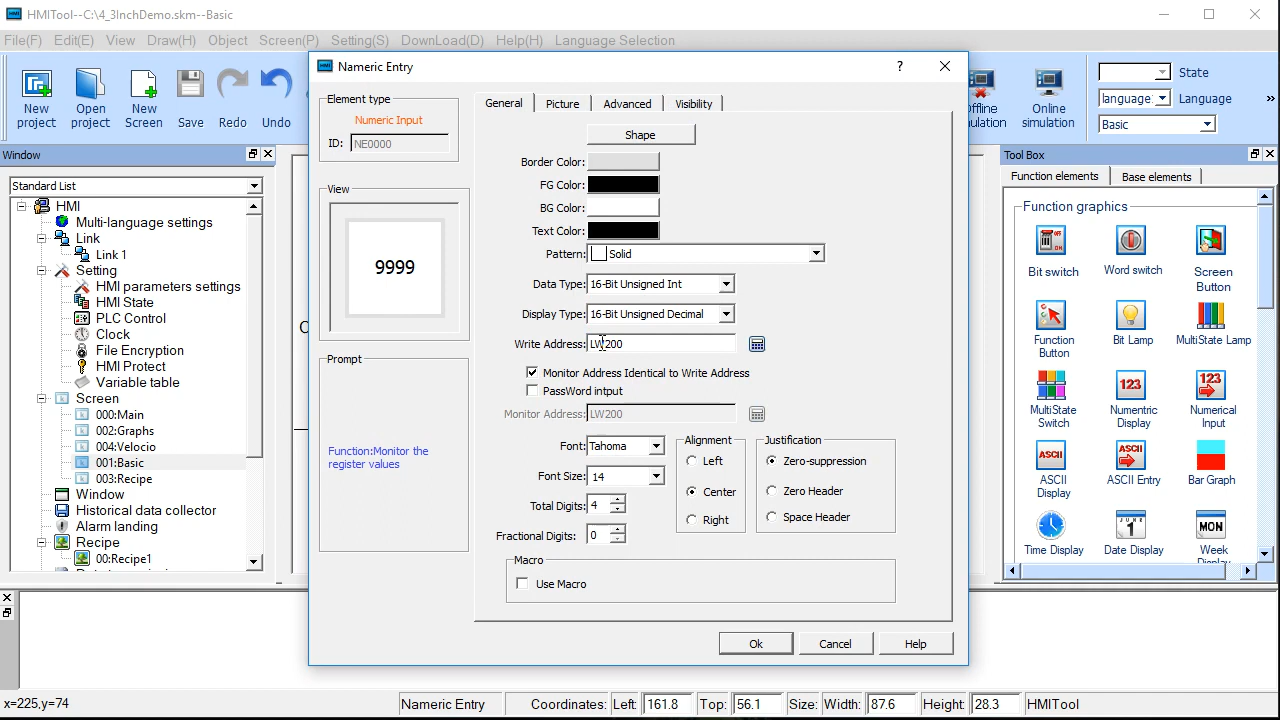 HMITool--C:\4_3InchDemo.skm--Basic
File(F) Edit(E) View Draw(H) Object Screen(P) Setting(S) DownLoad(D) Help(H) Language Selection
New project
Open project
New Screen
Save
Redo
Undo
Online simulation
State
language: Language
Basic
»
Window
Standard List
HMI
Multi-language settings
Link
Link 1
Setting
HMI parameters settings
HMI State
PLC Control
Clock
File Encryption
HMI Protect
Variable table
Screen
000:Main
002:Graphs
004:Velocio
001:Basic
003:Recipe
Window
Historical data collector
Alarm landing
Recipe
00:Recipe1
Numeric Entry
?
Element type
Numeric Input
ID: NE0000
View
9999
Prompt
Function:Monitor the
register values
General Picture Advanced Visibility
Shape
Border Color:
FG Color:
BG Color:
Text Color:
Pattern: Solid
Data Type: 16-Bit Unsigned Int
Display Type: 16-Bit Unsigned Decimal
Write Address: LW200
Monitor Address Identical to Write Address
PassWord intput
Monitor Address: LW200
Font: Tahoma
Font Size: 14
Total Digits: 4
Fractional Digits: 0
Alignment
Left
Center
Right
Justification
Zero-suppression
Zero Header
Space Header
Macro
Use Macro
Ok Cancel Help
Tool Box
Function elements Base elements
Function graphics
Bit switch
Word switch
Screen Button
Function Button
Bit Lamp
MultiState Lamp
MultiState Switch
123
Numentric Display
123
Numerical Input
ASCII
ASCII Display
ASCII
ASCII Entry
Bar Graph
Time Display
JUN
1
Date Display
MON
Week
x=225,y=74
Numeric Entry
Coordinates: Left: 161.8 Top: 56.1 Size: Width: 87.6 Height: 28.3 HMITool